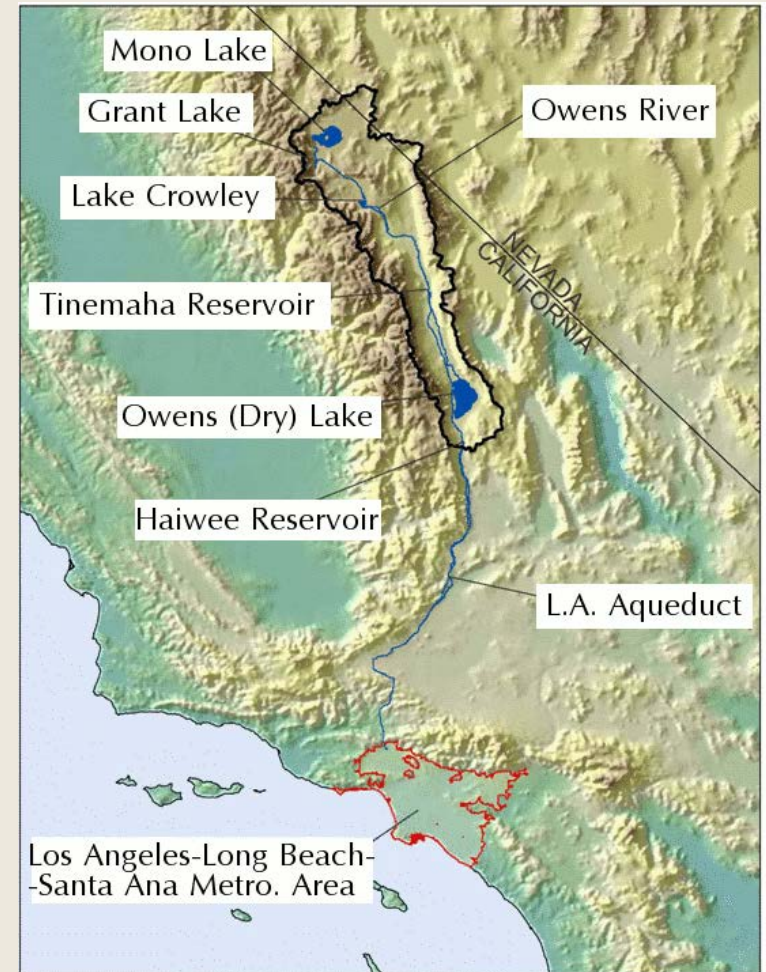 Mono Lake
Grant Lake
Owens River
Lake Crowley
NEVADA
CALIFORNIA
Tinemaha Reservoir
Owens (Dry) Lake
Haiwee Reservoir
L.A. Aqueduct
Los Angeles-Long Beach-
-Santa Ana Metro. Area